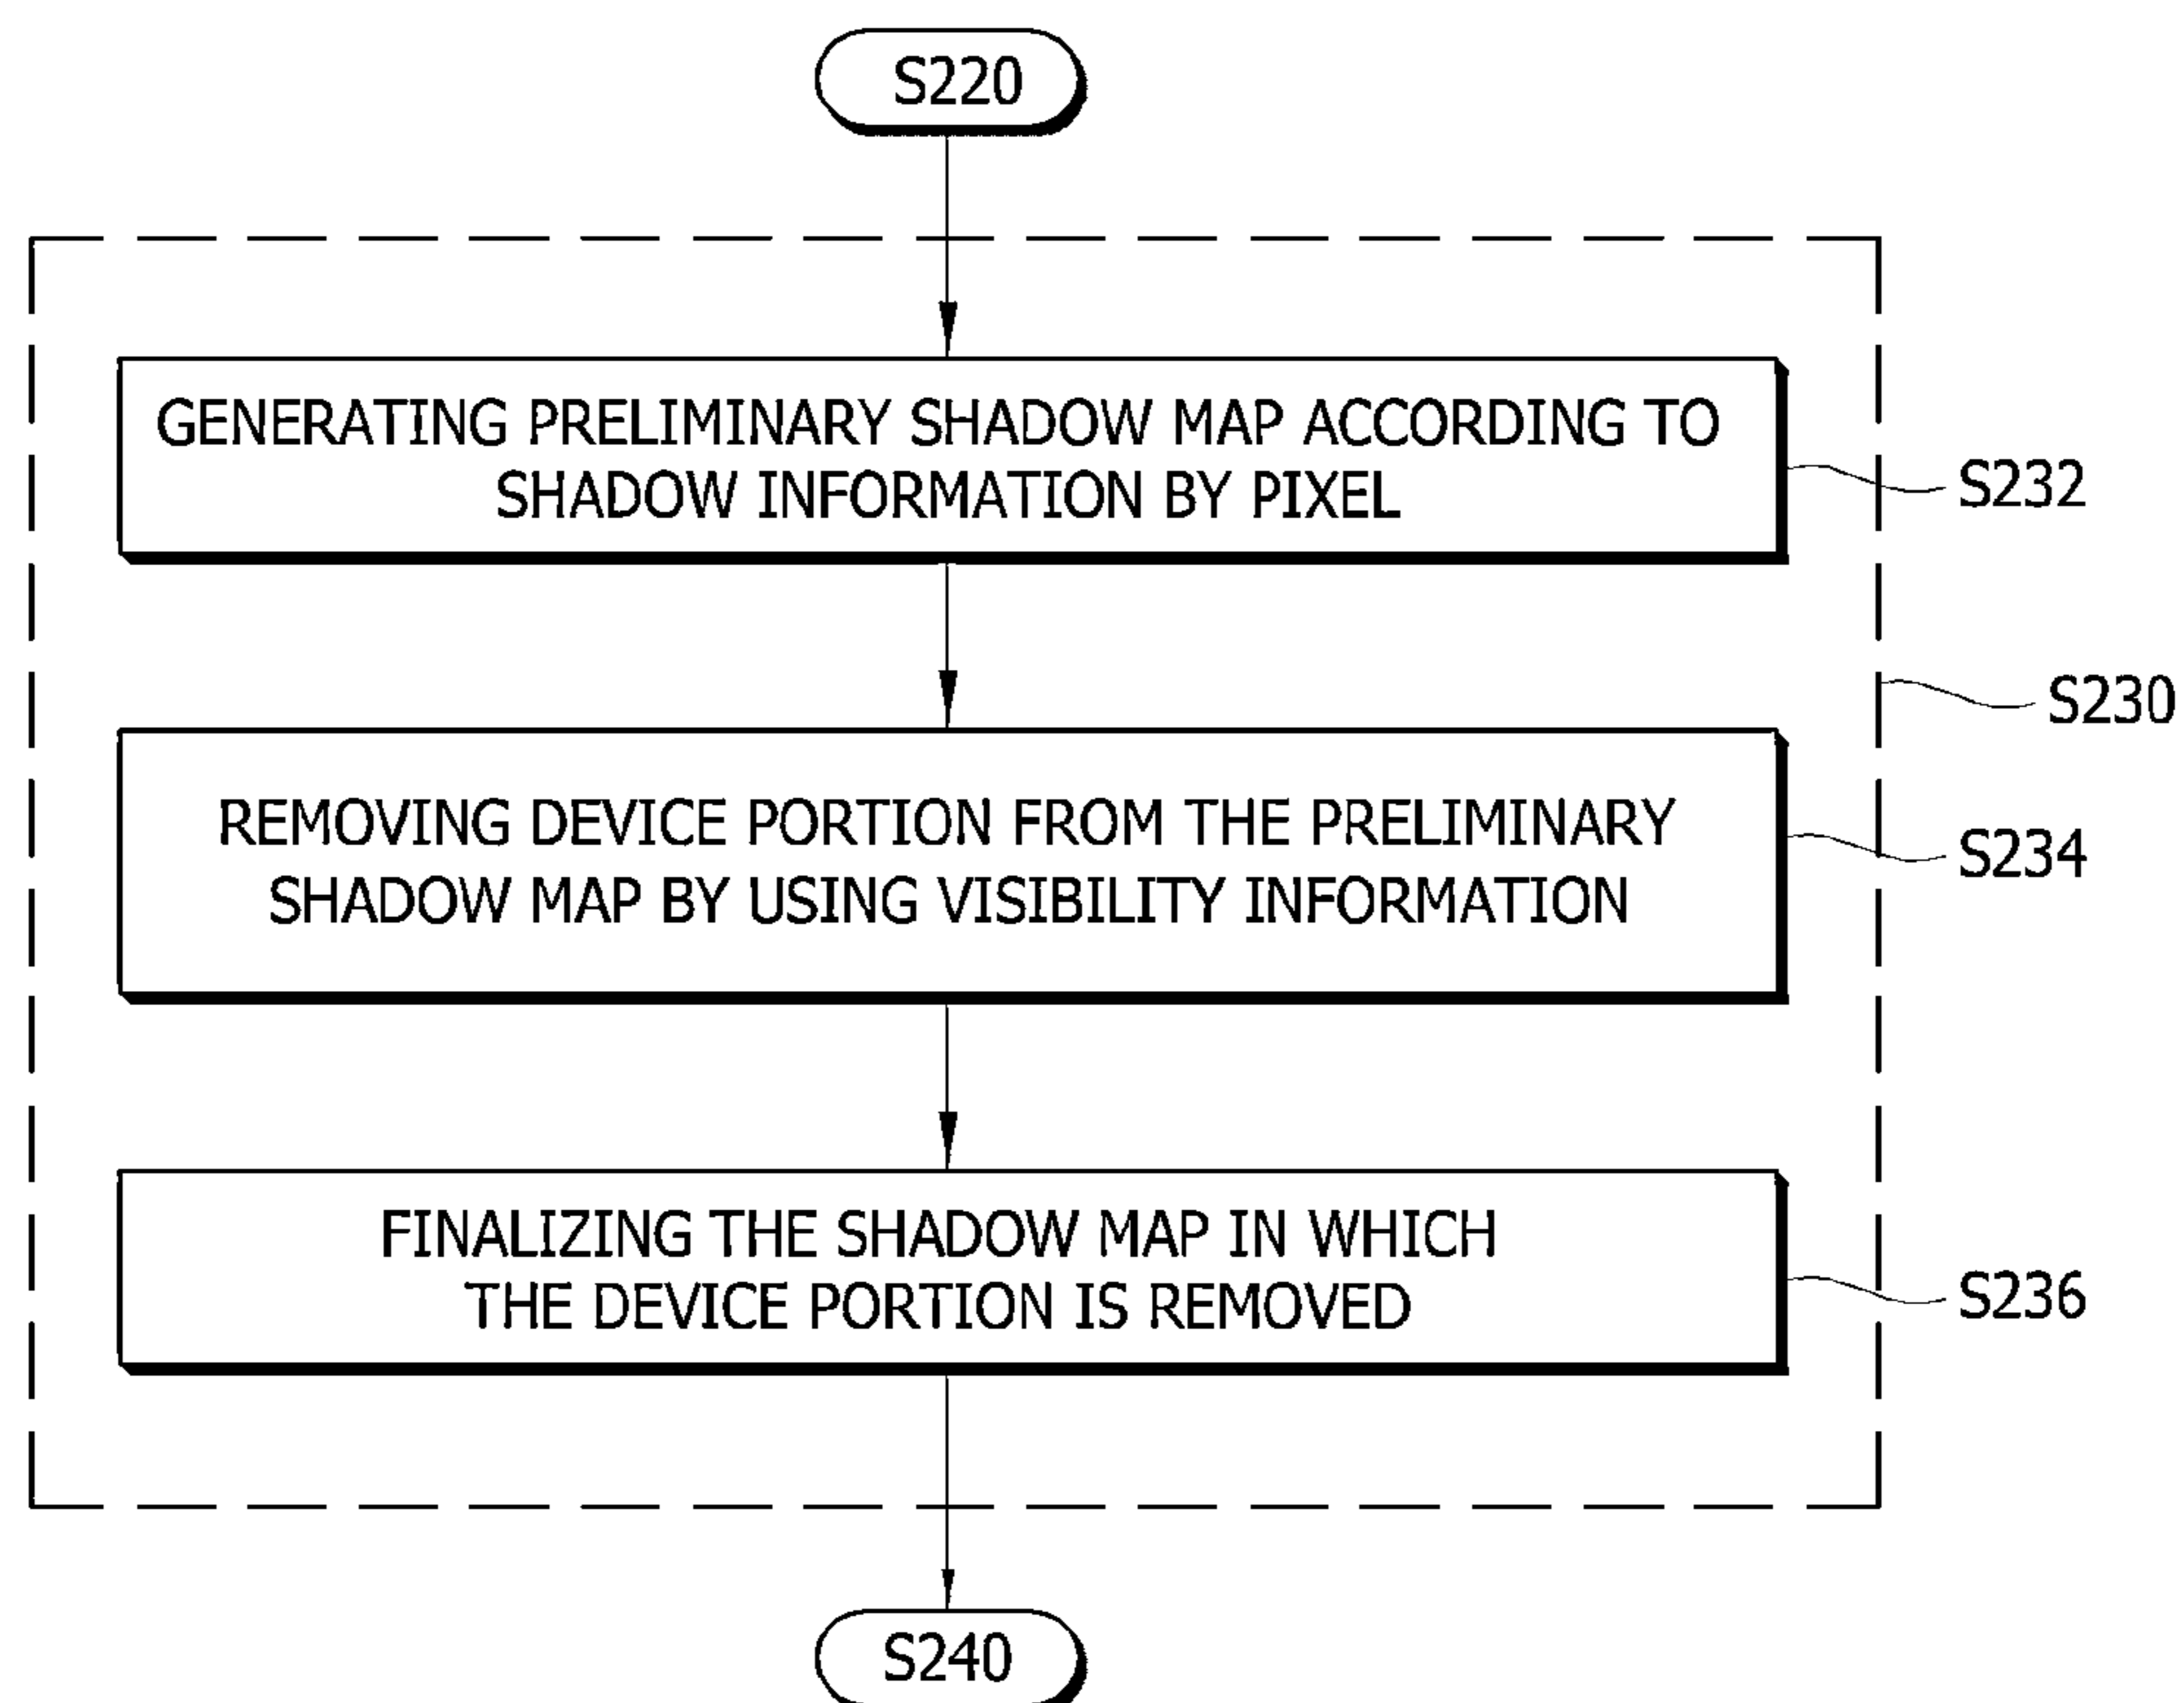 S220
GENERATING PRELIMINARY SHADOW MAP ACCORDING TO
SHADOW INFORMATION BY PIXEL
S232
S230
REMOVING DEVICE PORTION FROM THE PRELIMINARY
SHADOW MAP BY USING VISIBILITY INFORMATION
S234
FINALIZING THE SHADOW MAP IN WHICH
THE DEVICE PORTION IS REMOVED
S236
S240